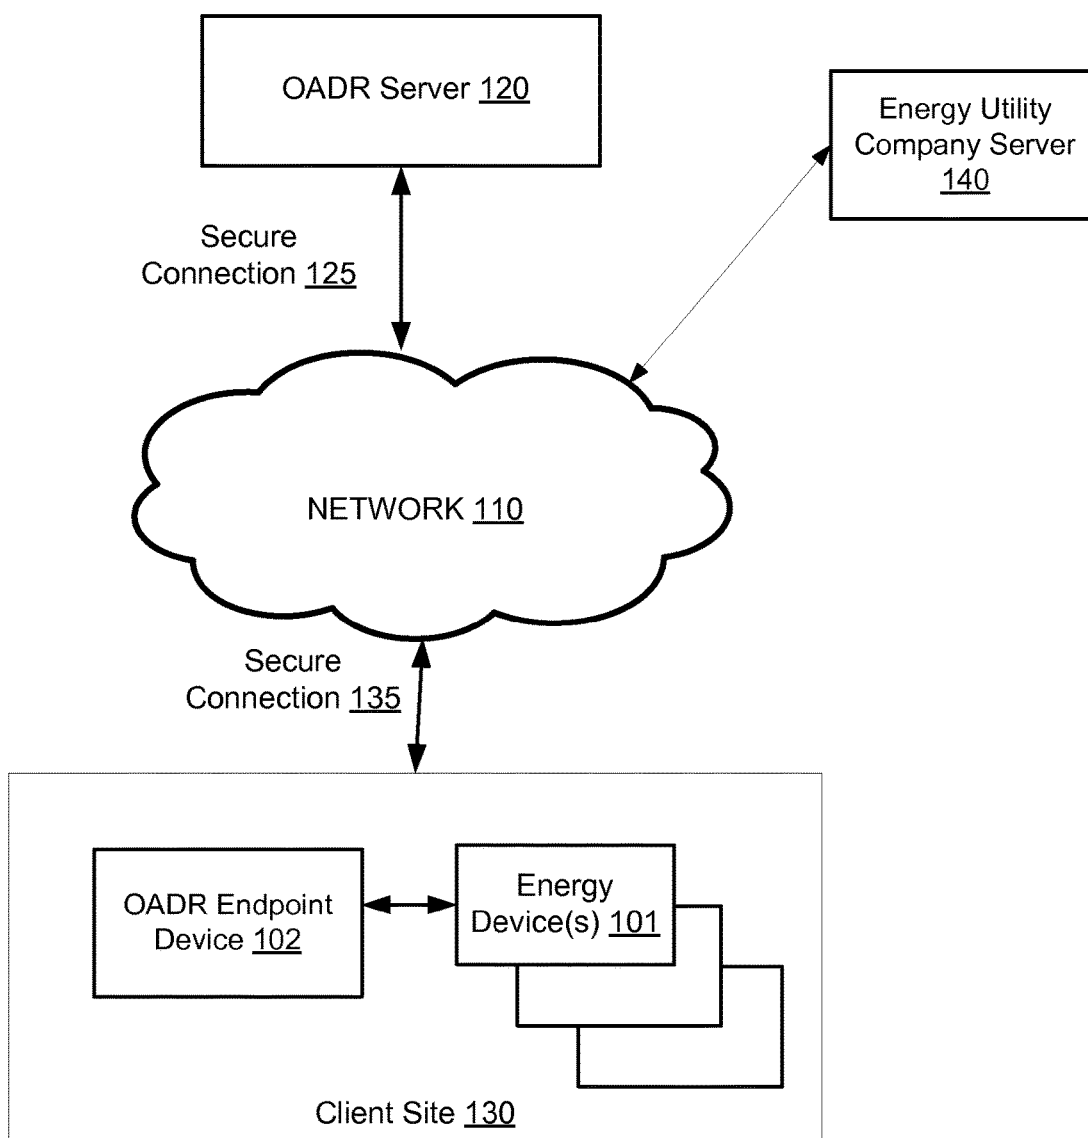 OADR Server 120
Energy Utility
Company Server
140
Secure
Connection 125
NETWORK 110
Secure
Connection 135
OADR Endpoint
Device 102
Energy
Device(s) 101
Client Site 130